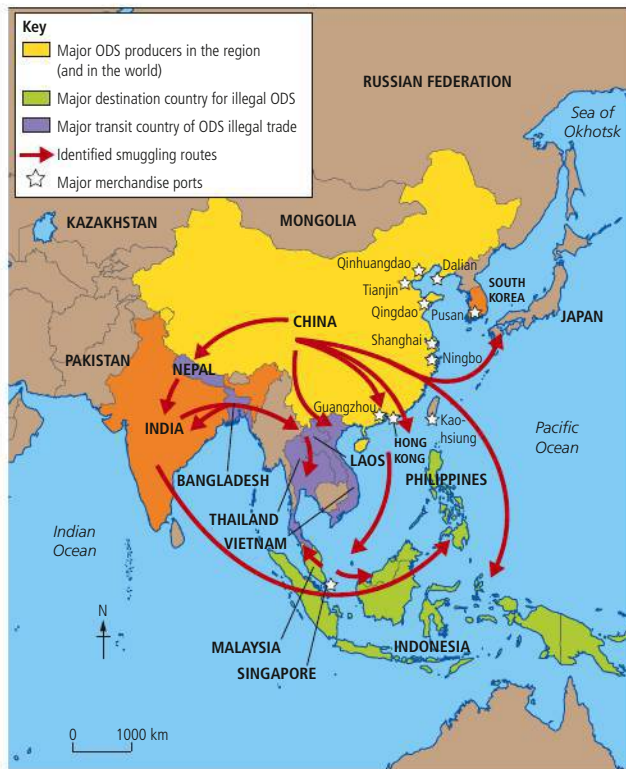 Key
Major ODS producers in the region
(and in the world)
Major destination country for illegal ODS
Major transit country of ODS illegal trade
Identified smuggling routes
Major merchandise ports
RUSSIAN FEDERATION
Sea of
Okhotsk
KAZAKHSTAN
MONGOLIA
Qinhuangdao
Dalian
Tianjin
SOUTH
KOREA
Qingdao
Pusan
JAPAN
CHINA
Shanghai
Ningbo
PAKISTAN
NEPAL
Guangzhou
Kao-
hsiung
Pacific
Ocean
INDIA
HONG
KONG
LAOS
BANGLADESH
PHILIPPINES
THAILAND
VIETNAM
Indian
Ocean
N
MALAYSIA
INDONESIA
SINGAPORE
0 1000 km